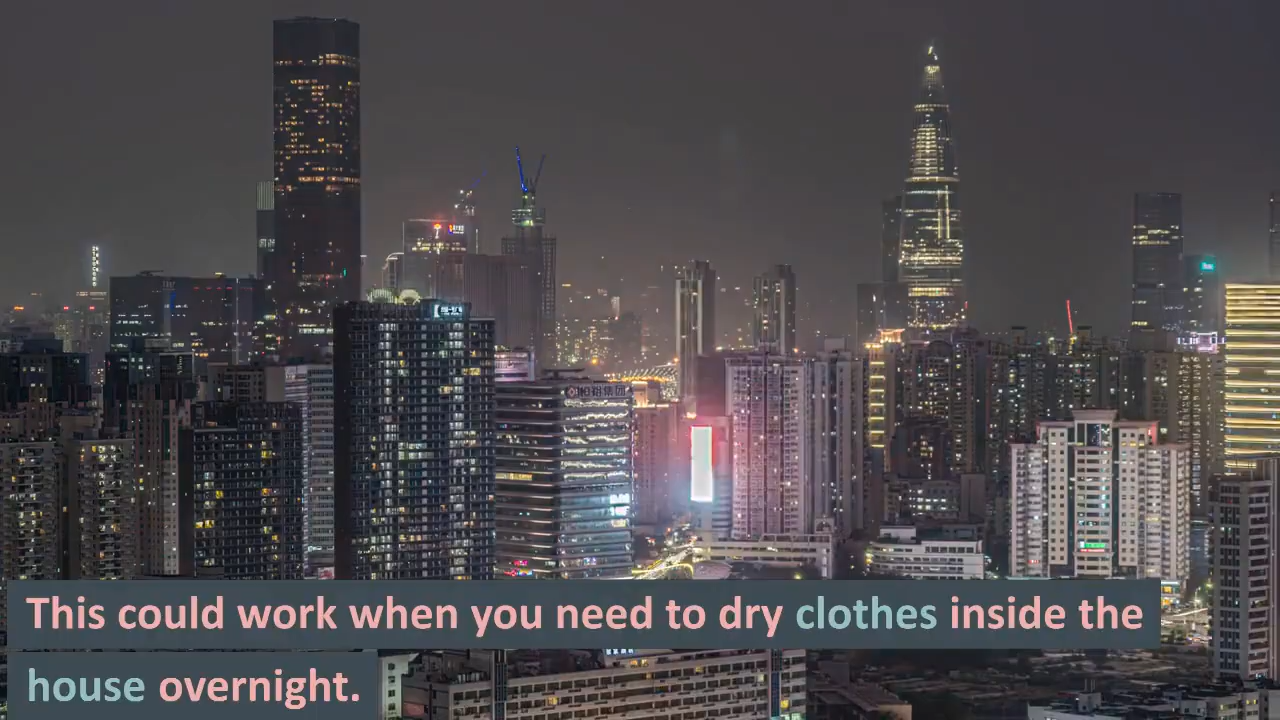 This could work when you need to dry clothes inside the
house overnight.